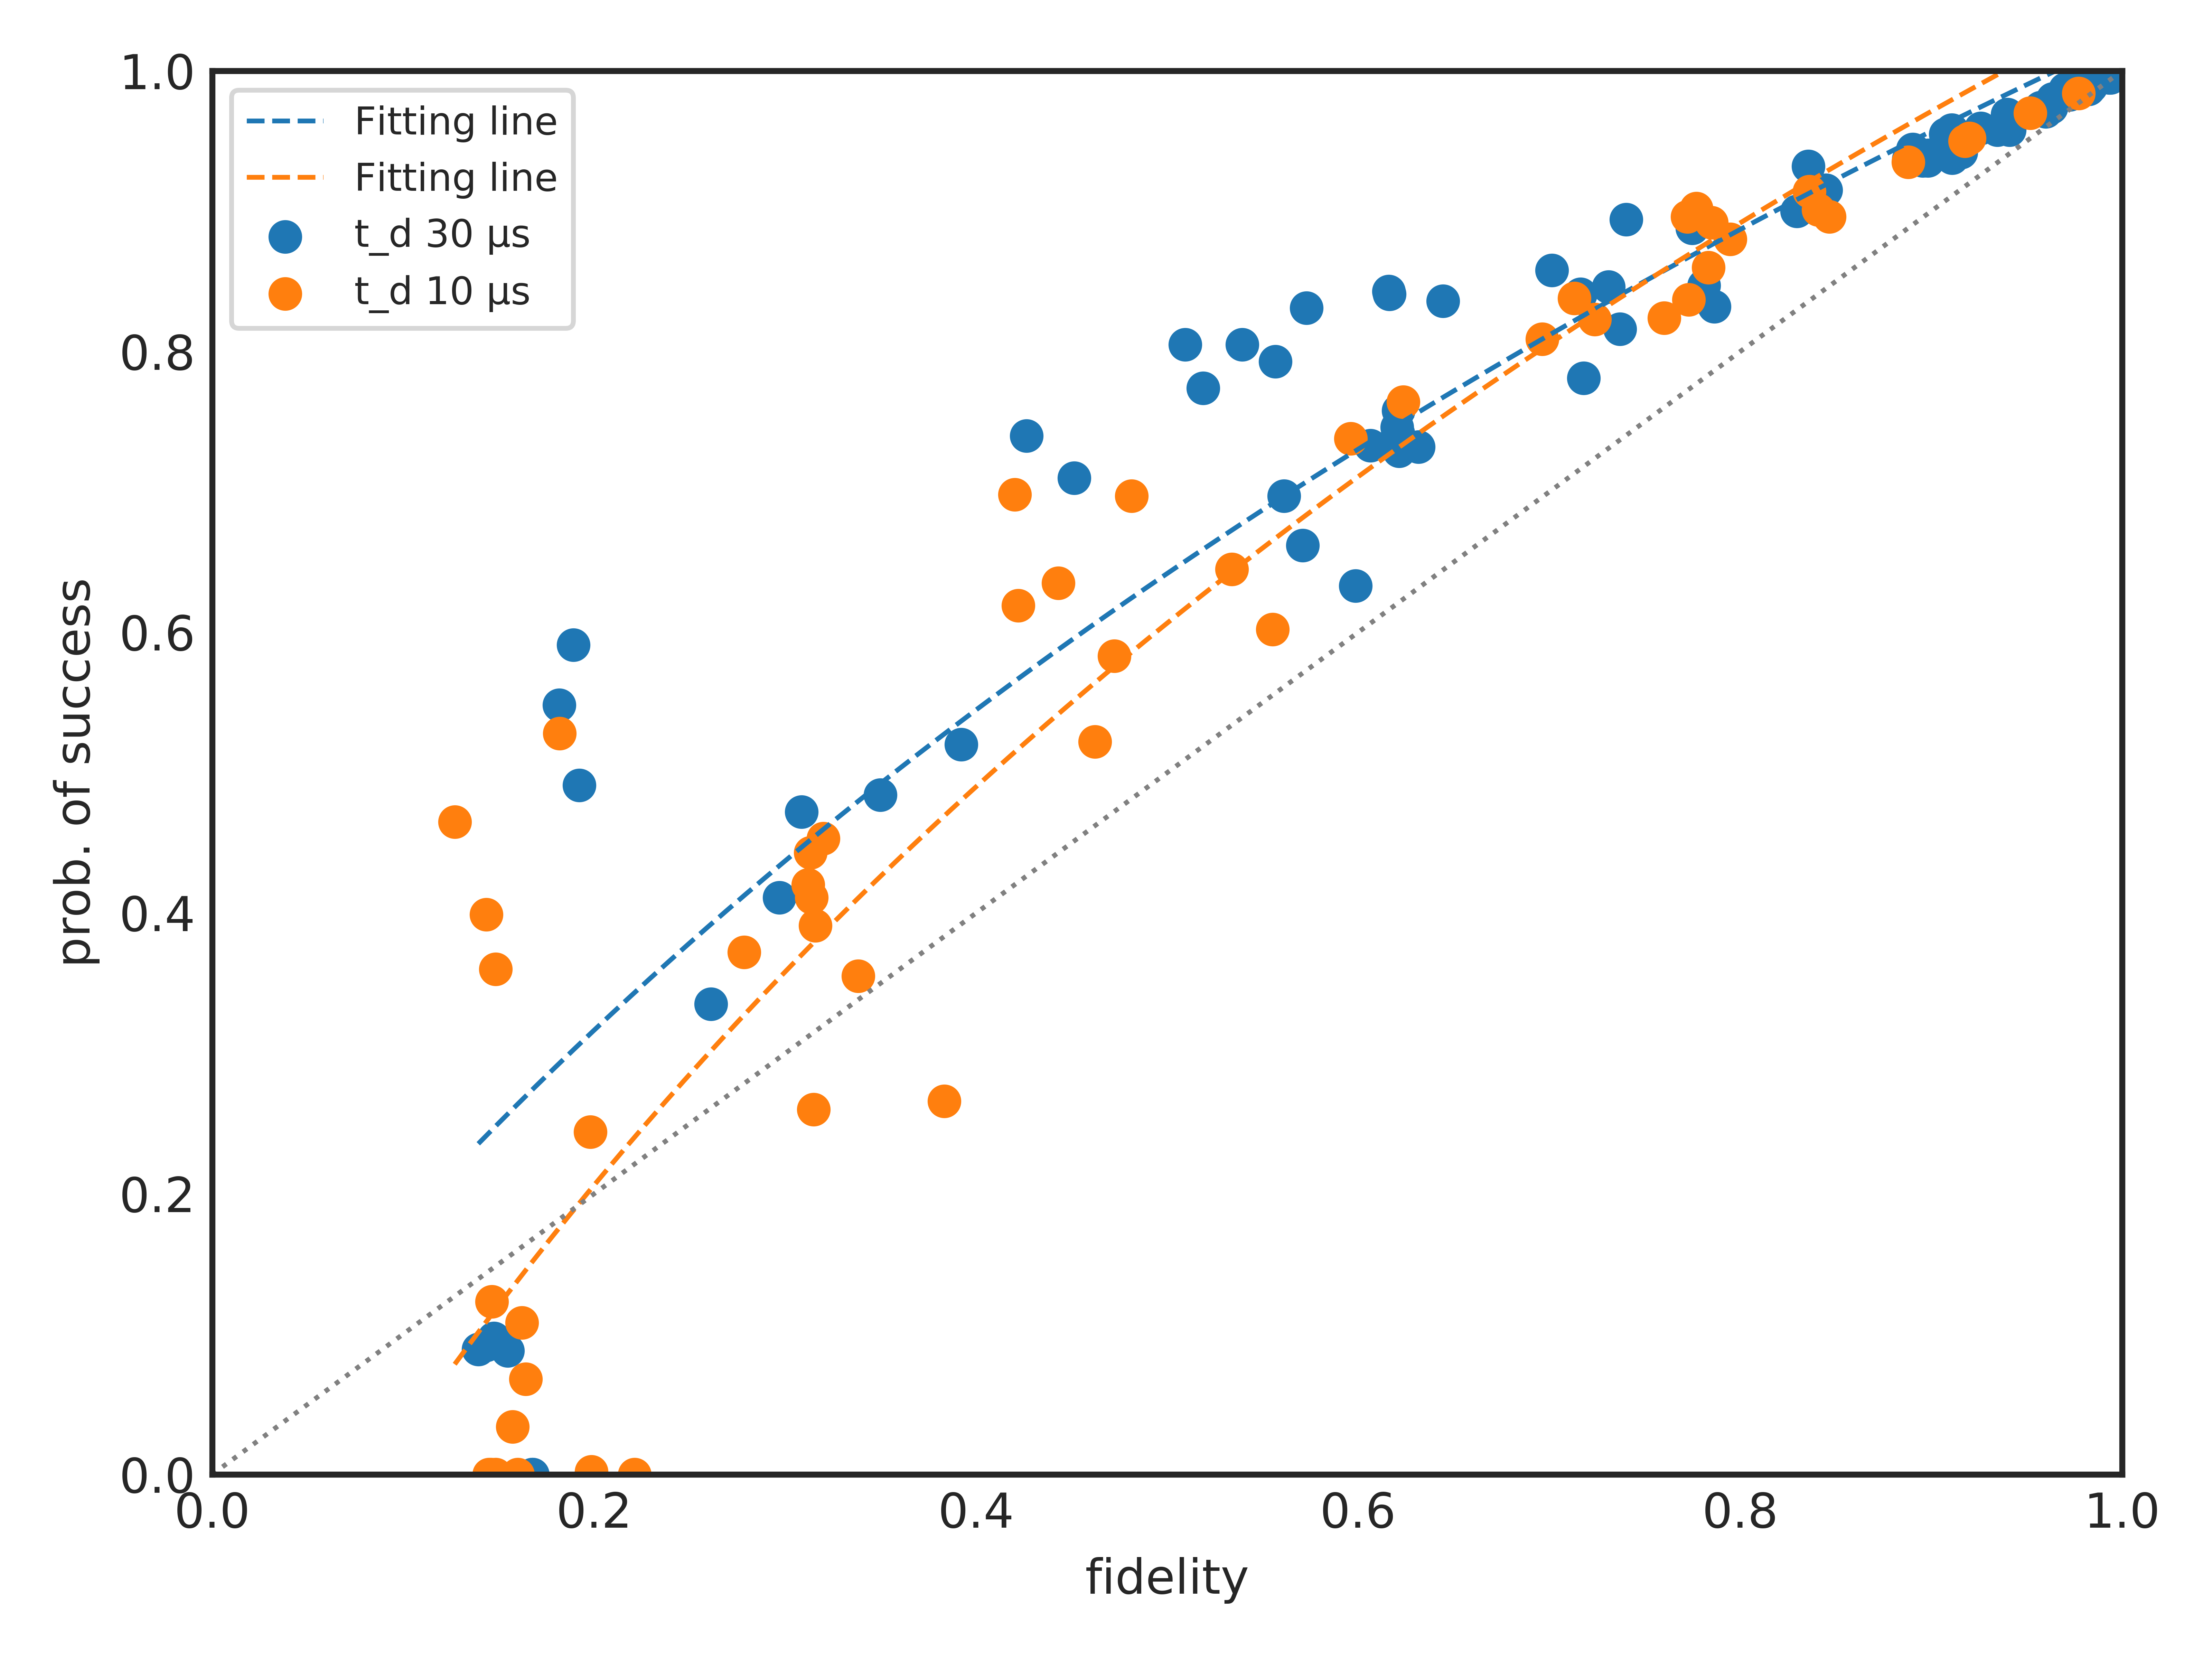 1.0
0.8
0.6
0.4
0.2
0.0
prob. of success
Fitting line
Fitting line
t_d 30 µs
t_d 10 µs
0.0 0.2 0.4 0.6 0.8 1.0
fidelity